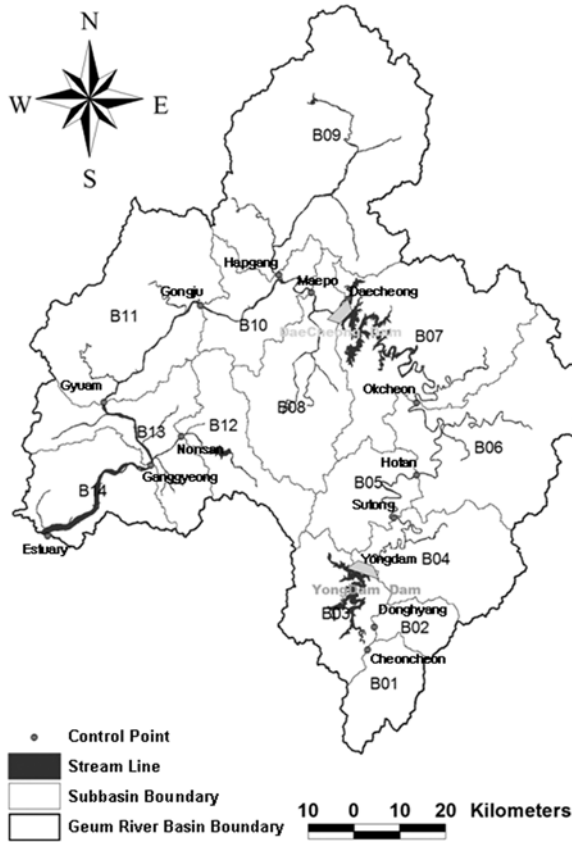 N
W E
S
B09
Hapgang
Maepo
Gongju
Daecheong
B11
B10
DaeCheong Dam
B07
Gyuam
Okcheon
B08
B12
B13
Nonsan
B06
Hotan
Ganggyeong
B05
B14
Sutong
Estuary
Yongdam
B04
YongDam Dam
B03
Donghyang
B02
Cheoncheon
B01
Control Point
Stream Line
Subbasin Boundary
Geum River Basin Boundary
10 0 10 20 Kilometers